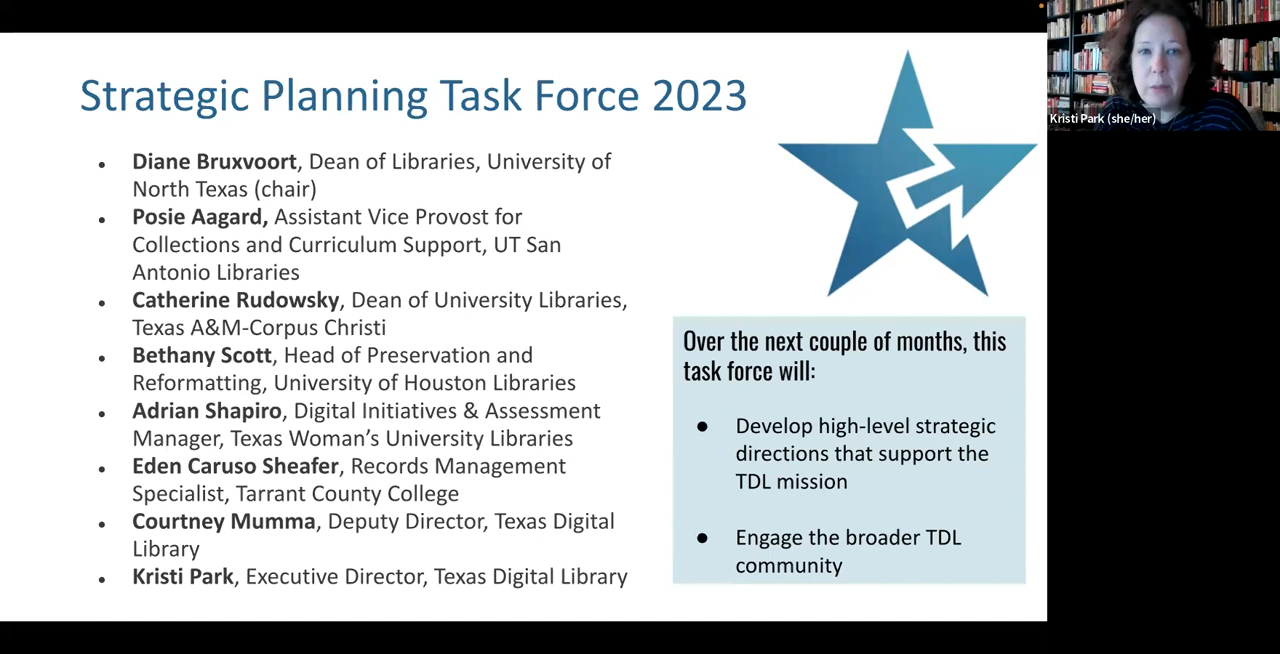 Strategic Planning Task Force 2023
• Diane Bruxvoort, Dean of Libraries, University of
North Texas (chair)
• Posie Aagard, Assistant Vice Provost for
Collections and Curriculum Support, UT San
Antonio Libraries
• Catherine Rudowsky, Dean of University Libraries,
Texas A&M-Corpus Christi
• Bethany Scott, Head of Preservation and
Reformatting, University of Houston Libraries
• Adrian Shapiro, Digital Initiatives & Assessment
Manager, Texas Woman’s University Libraries
• Eden Caruso Sheafer, Records Management
Specialist, Tarrant County College
• Courtney Mumma, Deputy Director, Texas Digital
Library
• Kristi Park, Executive Director, Texas Digital Library
Over the next couple of months, this
task force will:
● Develop high-level strategic
directions that support the
TDL mission
● Engage the broader TDL
community
Kristi Park (she/her)